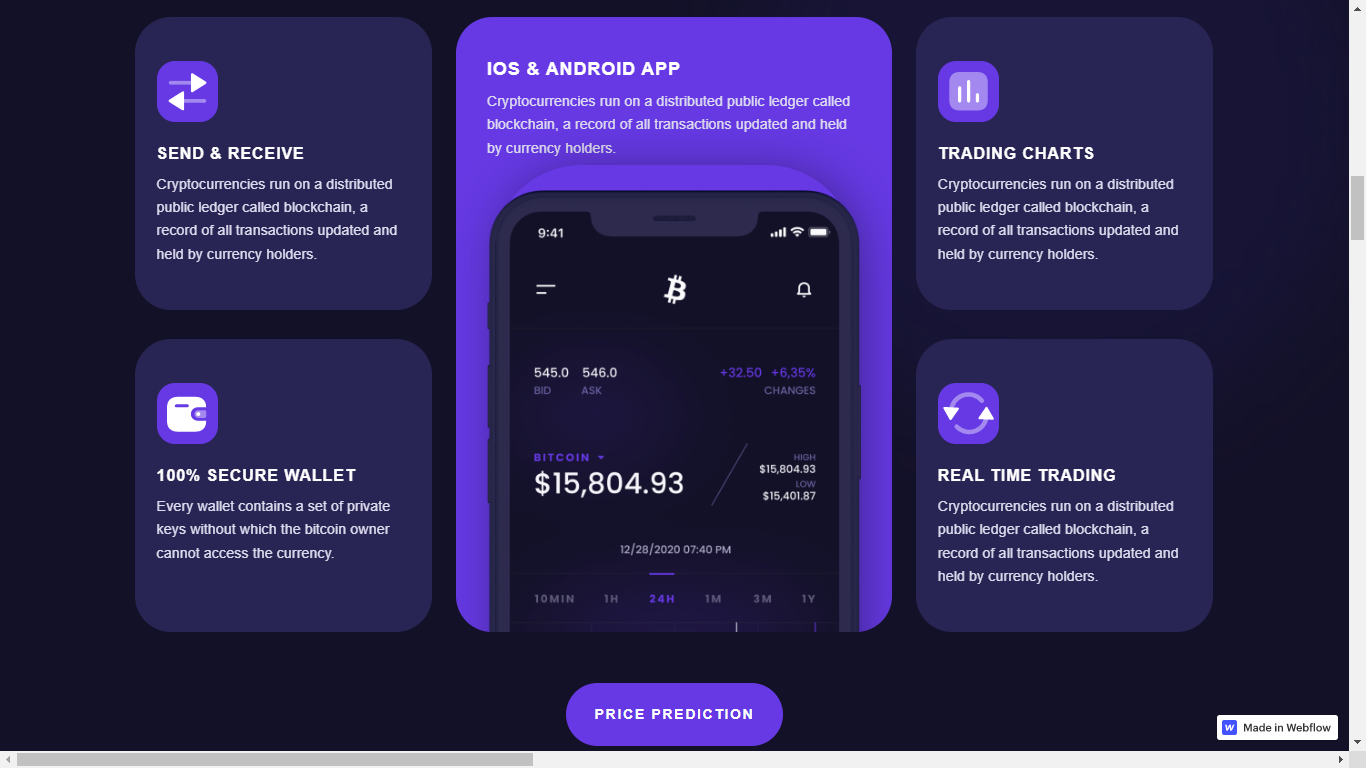 SEND & RECEIVE
Cryptocurrencies run on a distributed
public ledger called blockchain, a
record of all transactions updated and
held by currency holders.
100% SECURE WALLET
Every wallet contains a set of private
keys without which the bitcoin owner
cannot access the currency.
IOS & ANDROID APP
Cryptocurrencies run on a distributed public ledger called
blockchain, a record of all transactions updated and held
by currency holders.
9:41
545.0 546.0 +32.50 +6,35%
BID ASK CHANGES
BITCOIN
$15,804.93
HIGH
$15,804.93
LOW
$15,401.87
12/28/2020 07:40 PM
10MIN 1H 24H 1M 3M 1Y
TRADING CHARTS
Cryptocurrencies run on a distributed
public ledger called blockchain, a
record of all transactions updated and
held by currency holders.
REAL TIME TRADING
Cryptocurrencies run on a distributed
public ledger called blockchain, a
record of all transactions updated and
held by currency holders.
PRICE PREDICTION
Made in Webflow